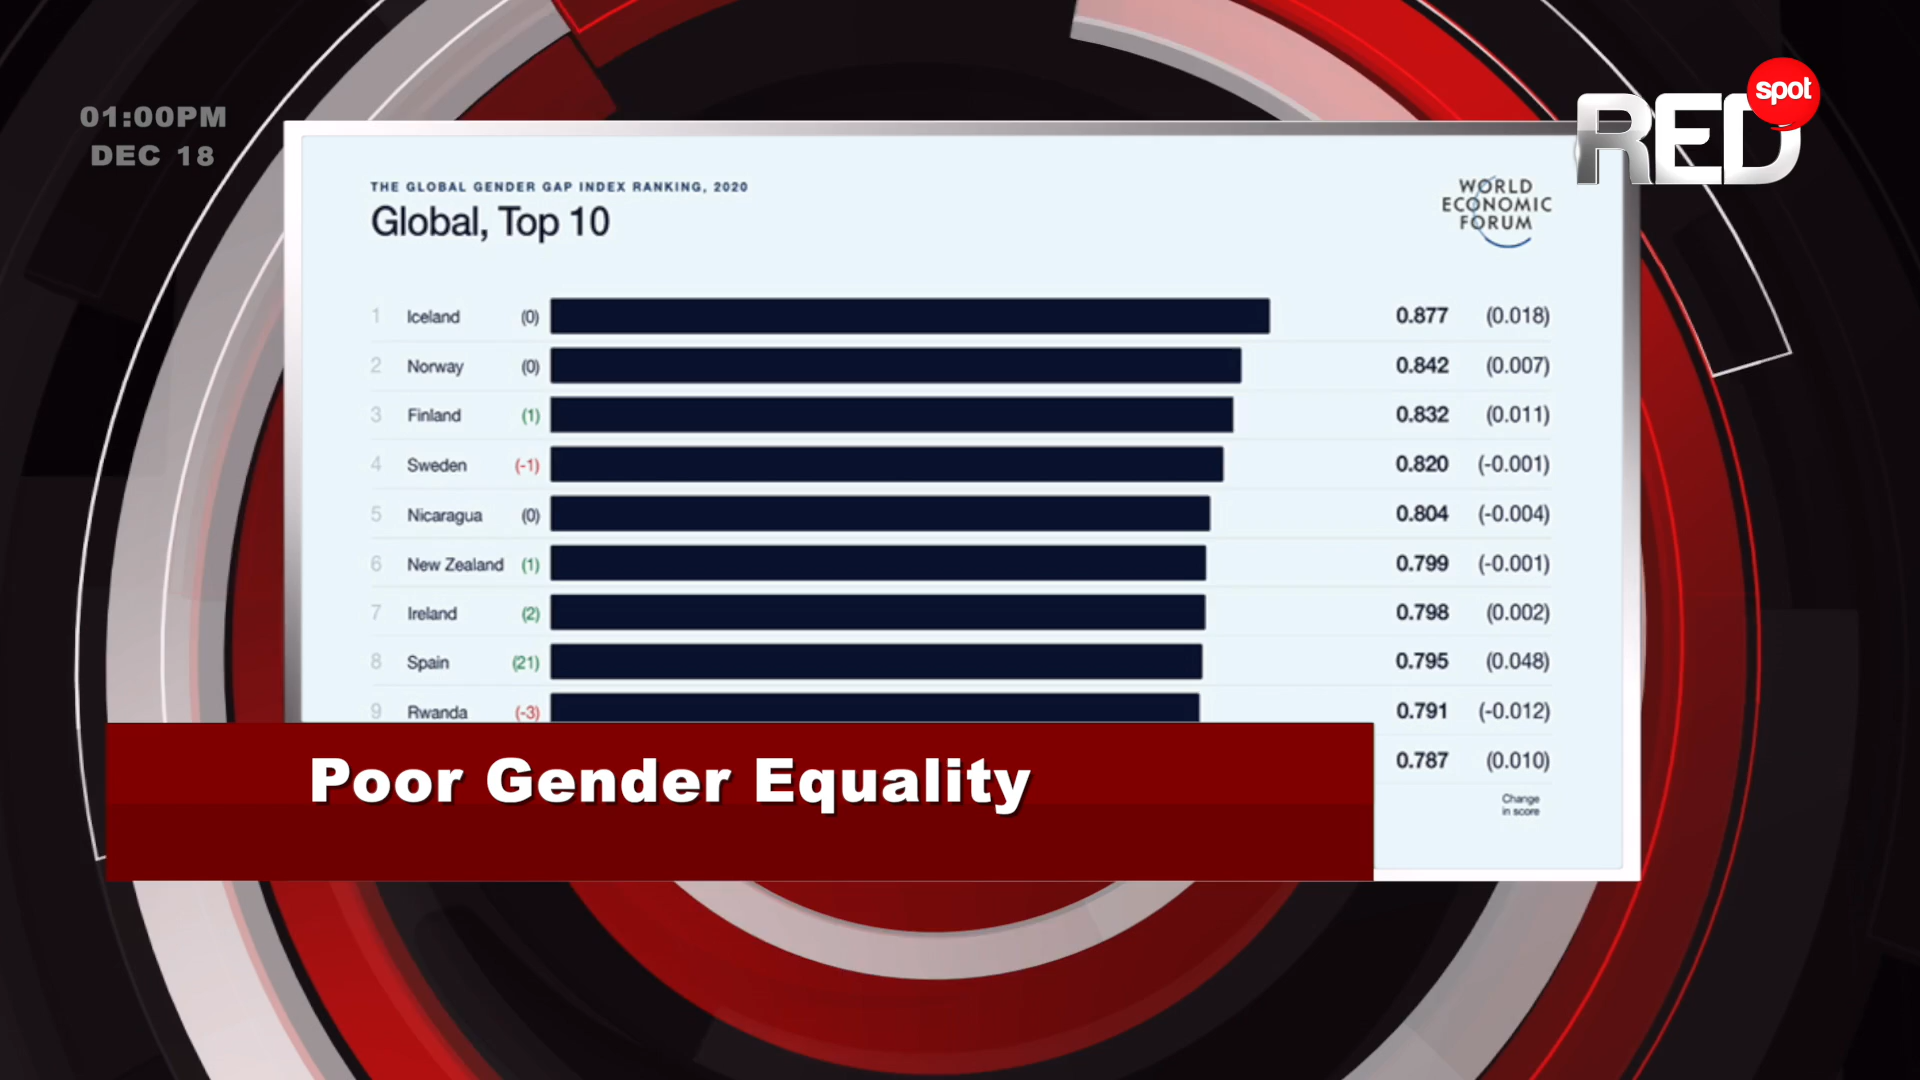 01:00PM
DEC 18
spot
RED
THE GLOBAL GENDER GAP INDEX RANKING, 2020
Global, Top 10
WORLD
ECONOMIC
FORUM
1 Iceland (0) 0.877 (0.018)
2 Norway (0) 0.842 (0.007)
3 Finland (1) 0.832 (0.011)
4 Sweden (-1) 0.820 (-0.001)
5 Nicaragua (0) 0.804 (-0.004)
6 New Zealand (1) 0.799 (-0.001)
7 Ireland (2) 0.798 (0.002)
8 Spain (21) 0.795 (0.048)
9 Rwanda (-3) 0.791 (-0.012)
0.787 (0.010)
Change
in score
Poor Gender Equality